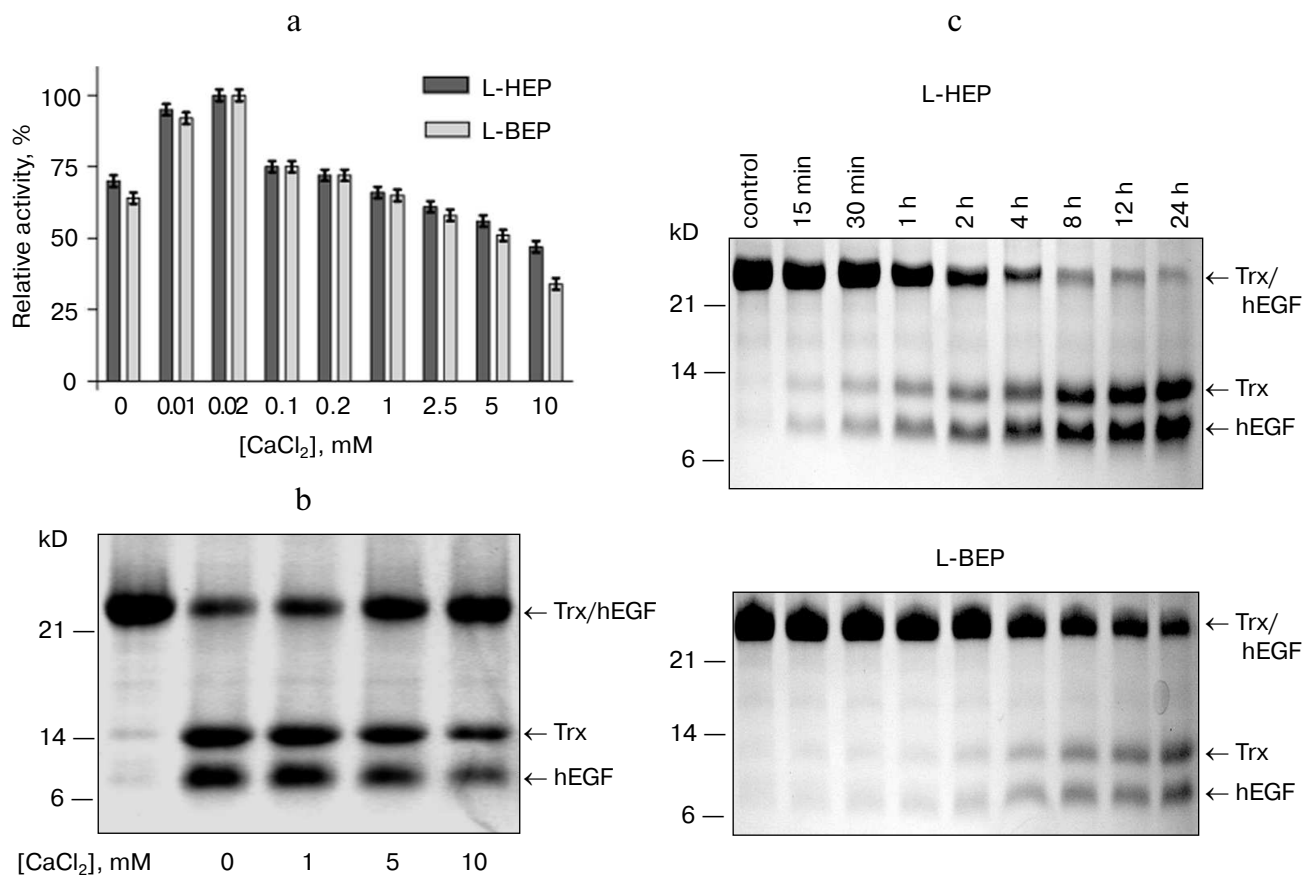 a
Relative activity, %
100
75
50
25
0
L-HEP
L-BEP
0 0.01 0.02 0.1 0.2 1 2.5 5 10
[CaCl₂], mM
b
kD
21 —
14 —
6 —
← Trx/hEGF
← Trx
← hEGF
[CaCl₂], mM 0 1 5 10
c
L-HEP
control 15 min 30 min 1 h 2 h 4 h 8 h 12 h 24 h
kD
21 —
14 —
6 —
← Trx/
hEGF
← Trx
← hEGF
L-BEP
21 —
14 —
6 —
← Trx/
hEGF
← Trx
← hEGF